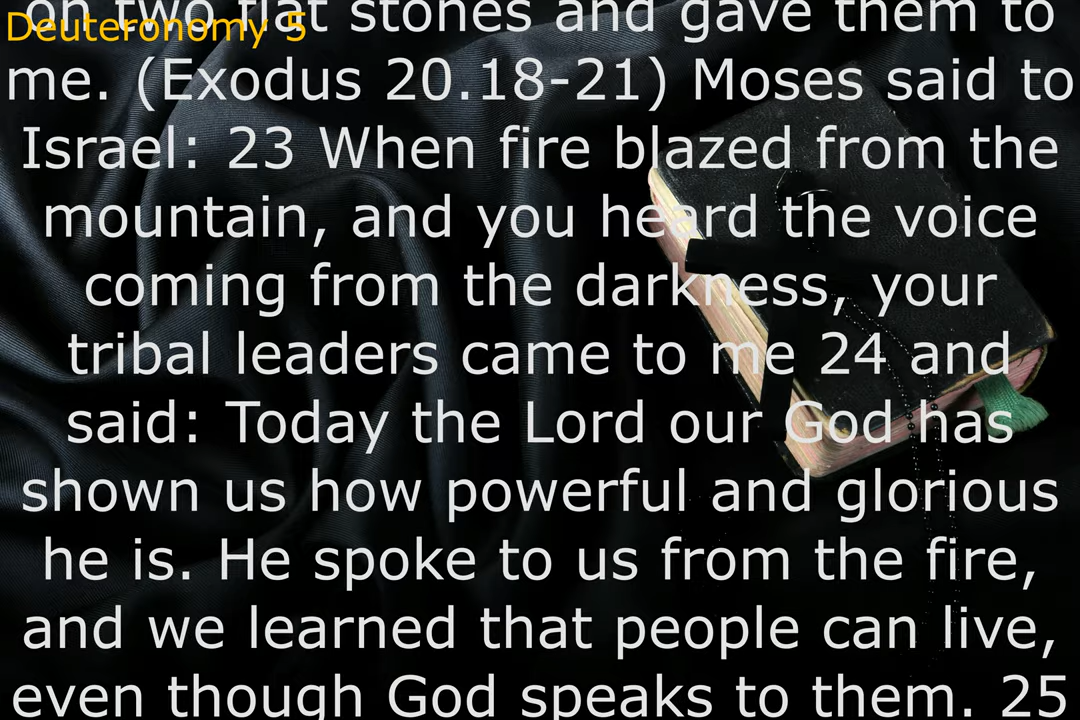 Deuteronomy 5
on two flat stones and gave them to
me. (Exodus 20.18-21) Moses said to
Israel: 23 When fire blazed from the
mountain, and you heard the voice
coming from the darkness, your
tribal leaders came to me 24 and
said: Today the Lord our God has
shown us how powerful and glorious
he is. He spoke to us from the fire,
and we learned that people can live,
even though God speaks to them. 25